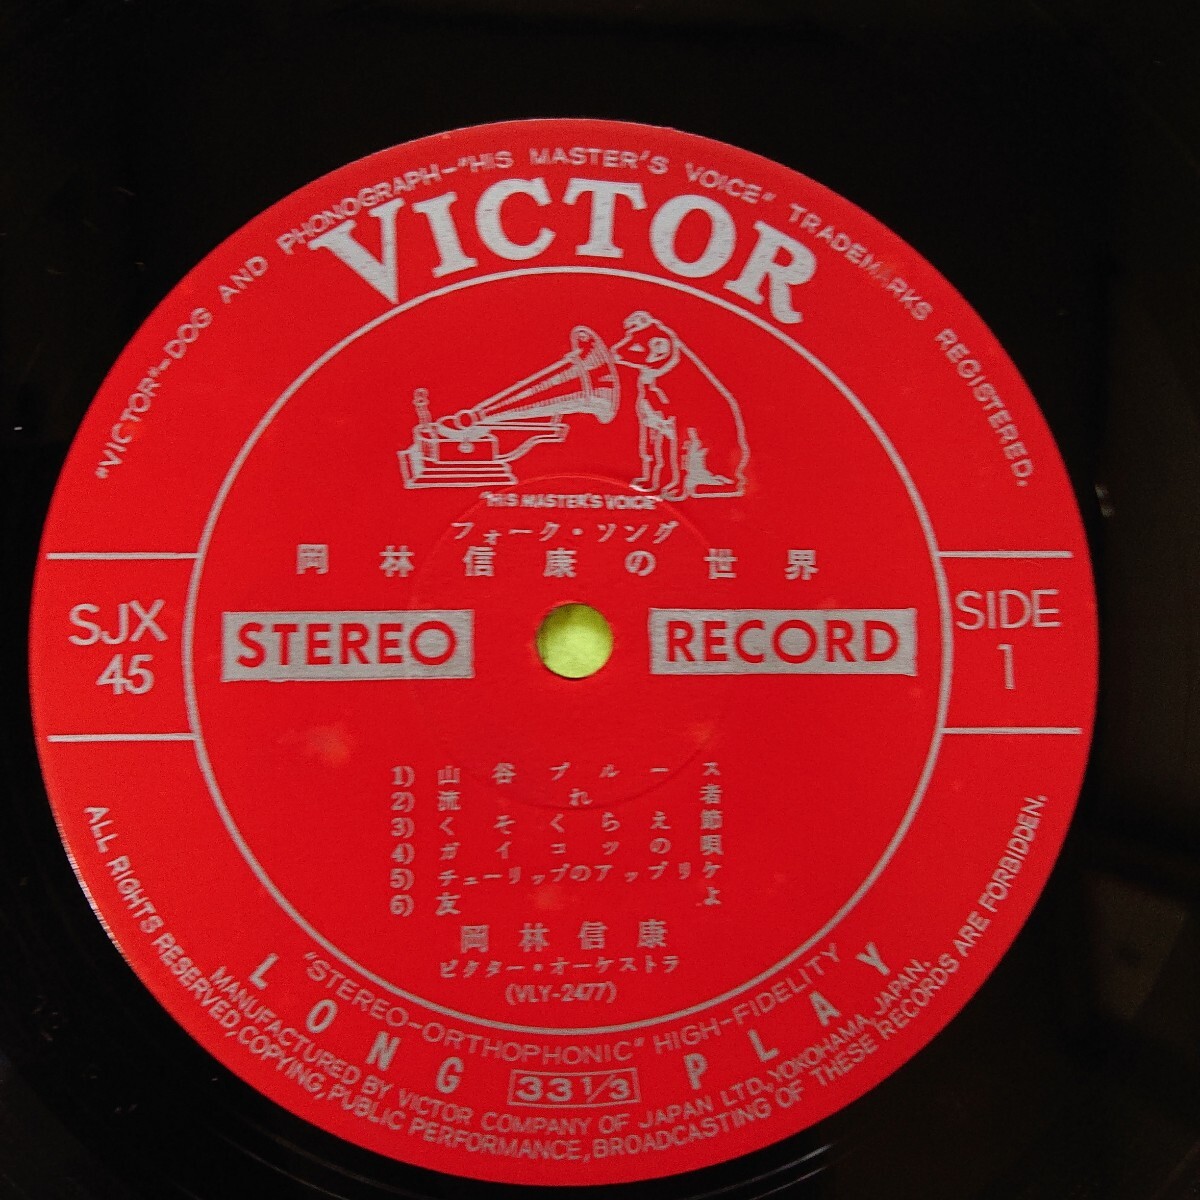 "VICTOR"-DOG AND PHONOGRAPH-"HIS MASTER'S VOICE" TRADEMARKS REGISTERED.
VICTOR
"HIS MASTER'S VOICE"
フォーク・ソング
岡林信康の世界
SJX
45
STEREO
RECORD
SIDE
1
1) 山谷ブルース
2) 流れ者
3) くそくらえ節
4) ガイコツの唄
5) チューリップのアップリケ
6) 友よ
岡林信康
ビクター・オーケストラ
(VLY-2477)
"STEREO-ORTHOPHONIC" HIGH-FIDELITY
LONG 33 1/3 PLAY
MANUFACTURED BY VICTOR COMPANY OF JAPAN LTD., YOKOHAMA, JAPAN.
ALL RIGHTS RESERVED, COPYING, PUBLIC PERFORMANCE, BROADCASTING OF THESE RECORDS ARE FORBIDDEN.